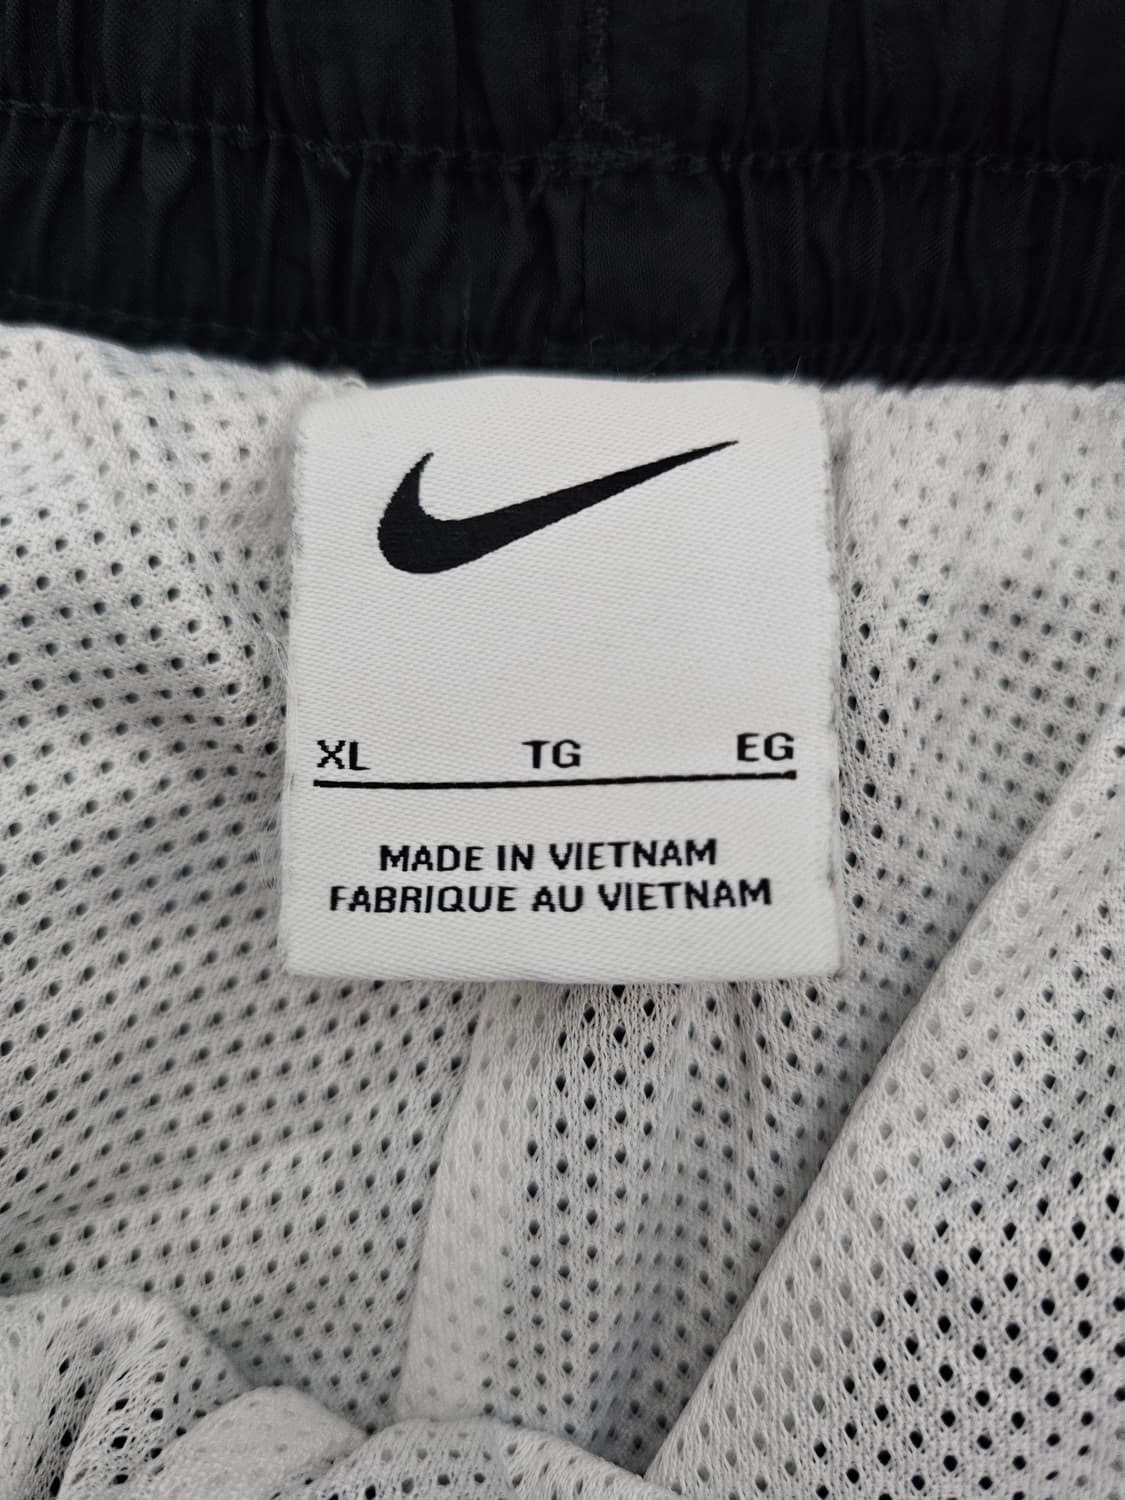 XL TG EG
MADE IN VIETNAM
FABRIQUE AU VIETNAM